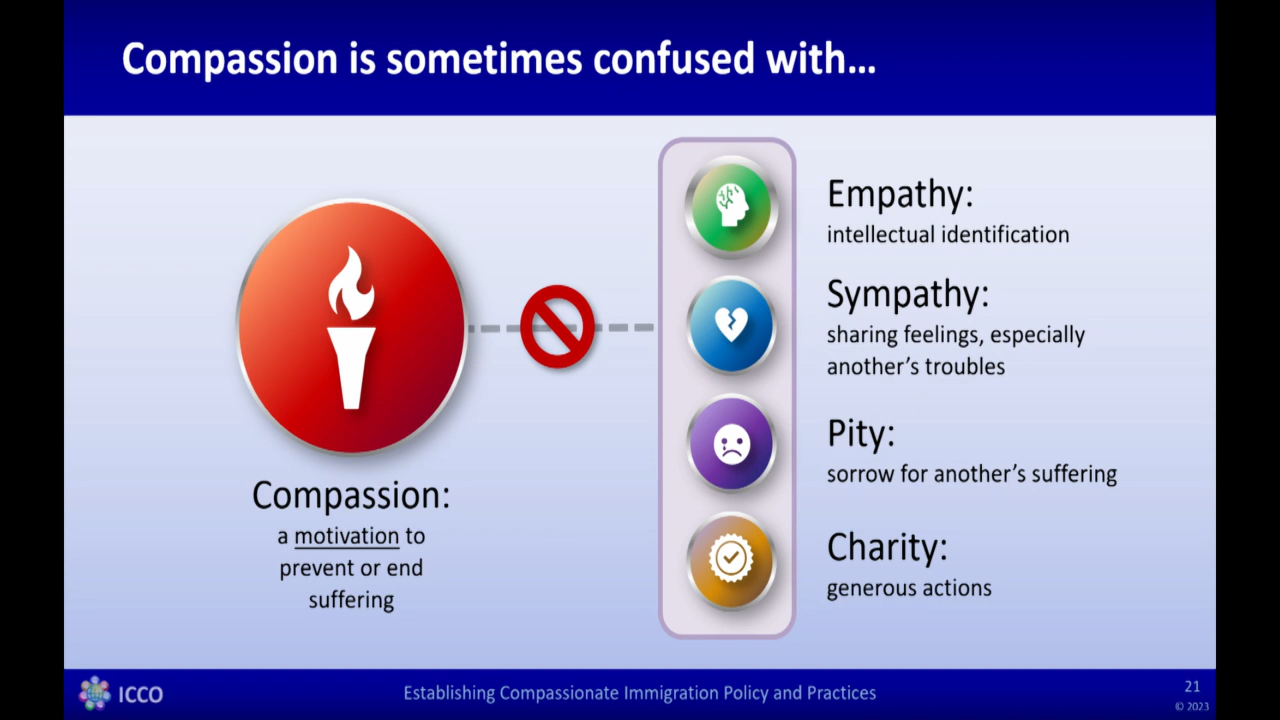 Compassion is sometimes confused with...
Compassion:
a motivation to
prevent or end
suffering
Empathy:
intellectual identification
Sympathy:
sharing feelings, especially
another's troubles
Pity:
sorrow for another's suffering
Charity:
generous actions
ICCO
Establishing Compassionate Immigration Policy and Practices
21
© 2023